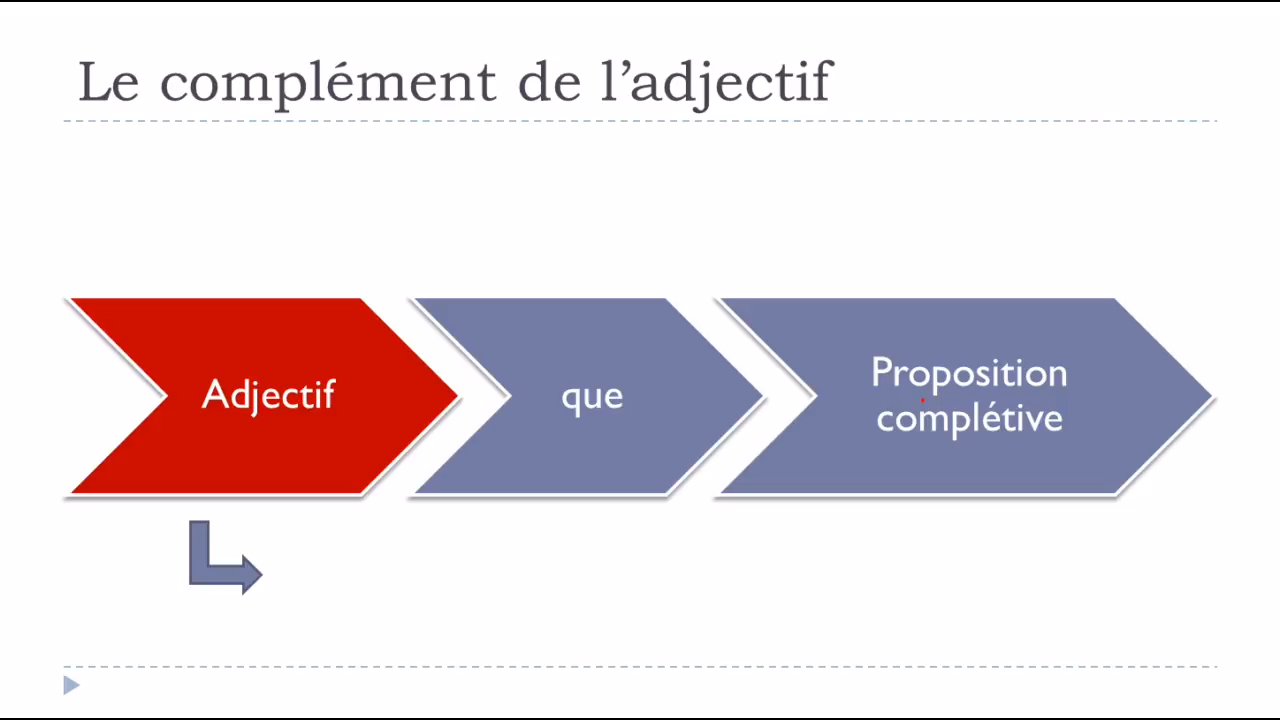 Le complément de l’adjectif
Adjectif
que
Proposition
complétive